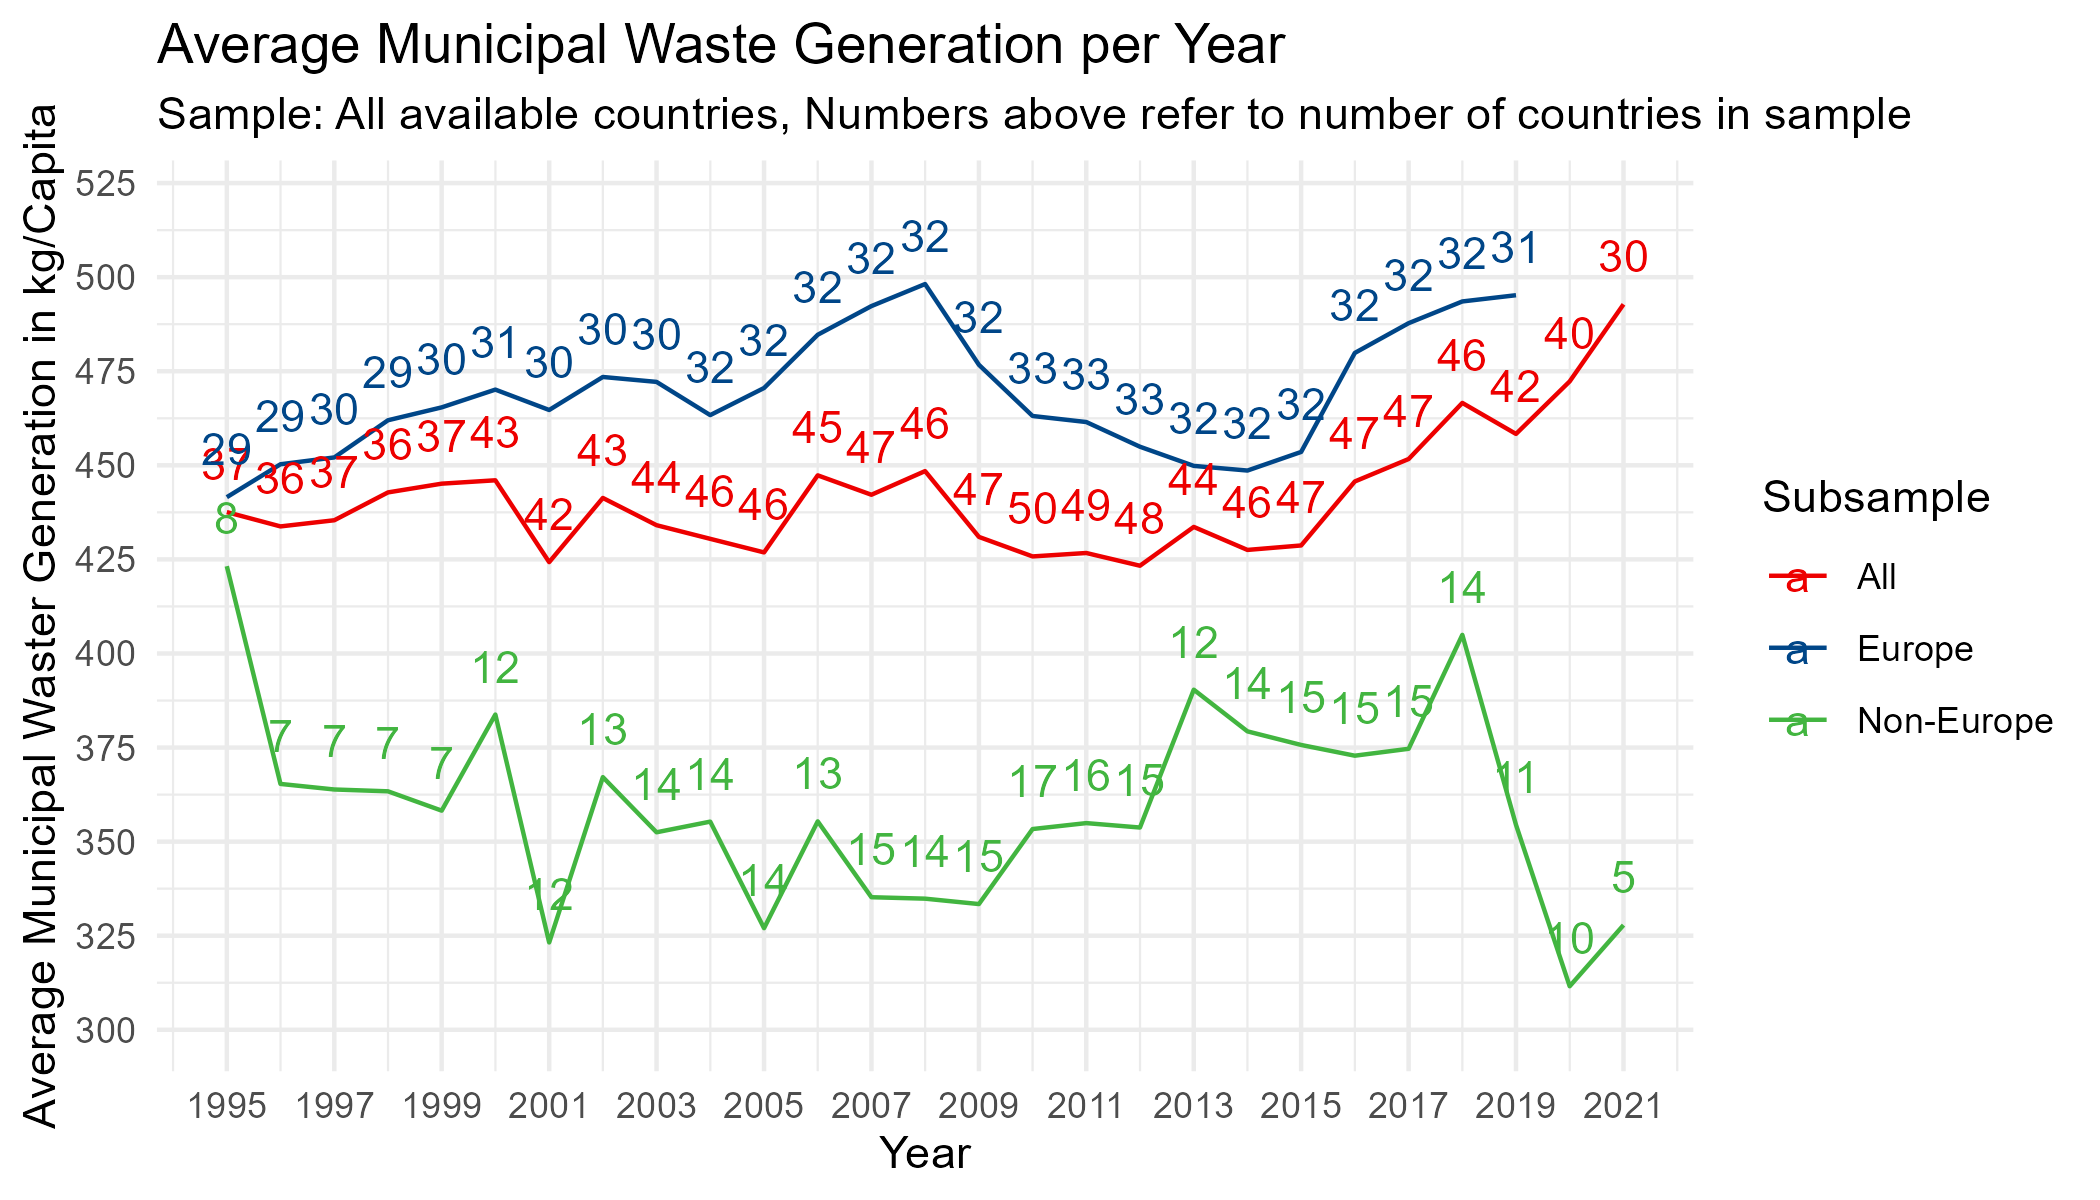 Average Municipal Waste Generation per Year
Sample: All available countries, Numbers above refer to number of countries in sample
Average Municipal Waster Generation in kg/Capita
525
500
475
450
425
400
375
350
325
300
29 29 30 29 30 31 30 30 30 32 32 32 32 32 32 33 33 33 32 32 32 32 32 32 31
37 36 37 36 37 43 42 43 44 46 46 45 47 46 47 50 49 48 44 46 47 47 47 46 42 40 30
8 7 7 7 7 12 12 13 14 14 14 13 15 14 15 17 16 15 12 14 15 15 15 14 11 10 5
1995 1997 1999 2001 2003 2005 2007 2009 2011 2013 2015 2017 2019 2021
Year
Subsample
a All
a Europe
a Non-Europe